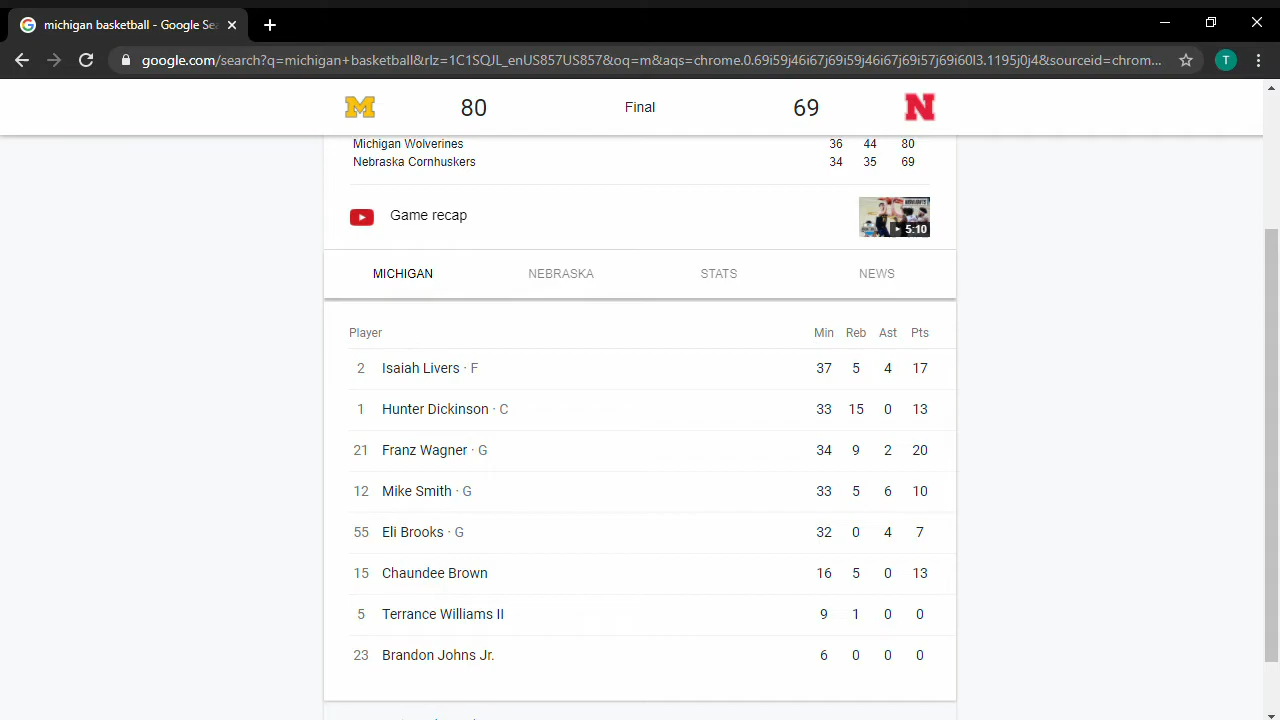 michigan basketball - Google Se
google.com/search?q=michigan+basketball&rlz=1C1SQJL_enUS857US857&oq=m&aqs=chrome.0.69i59j46i67j69i59j46i67j69i57j69i60l3.1195j0j4&sourceid=chrom...
T
M 80 Final 69 N
Michigan Wolverines 36 44 80
Nebraska Cornhuskers 34 35 69
Game recap 5:10
MICHIGAN NEBRASKA STATS NEWS
Player Min Reb Ast Pts
2 Isaiah Livers · F 37 5 4 17
1 Hunter Dickinson · C 33 15 0 13
21 Franz Wagner · G 34 9 2 20
12 Mike Smith · G 33 5 6 10
55 Eli Brooks · G 32 0 4 7
15 Chaundee Brown 16 5 0 13
5 Terrance Williams II 9 1 0 0
23 Brandon Johns Jr. 6 0 0 0